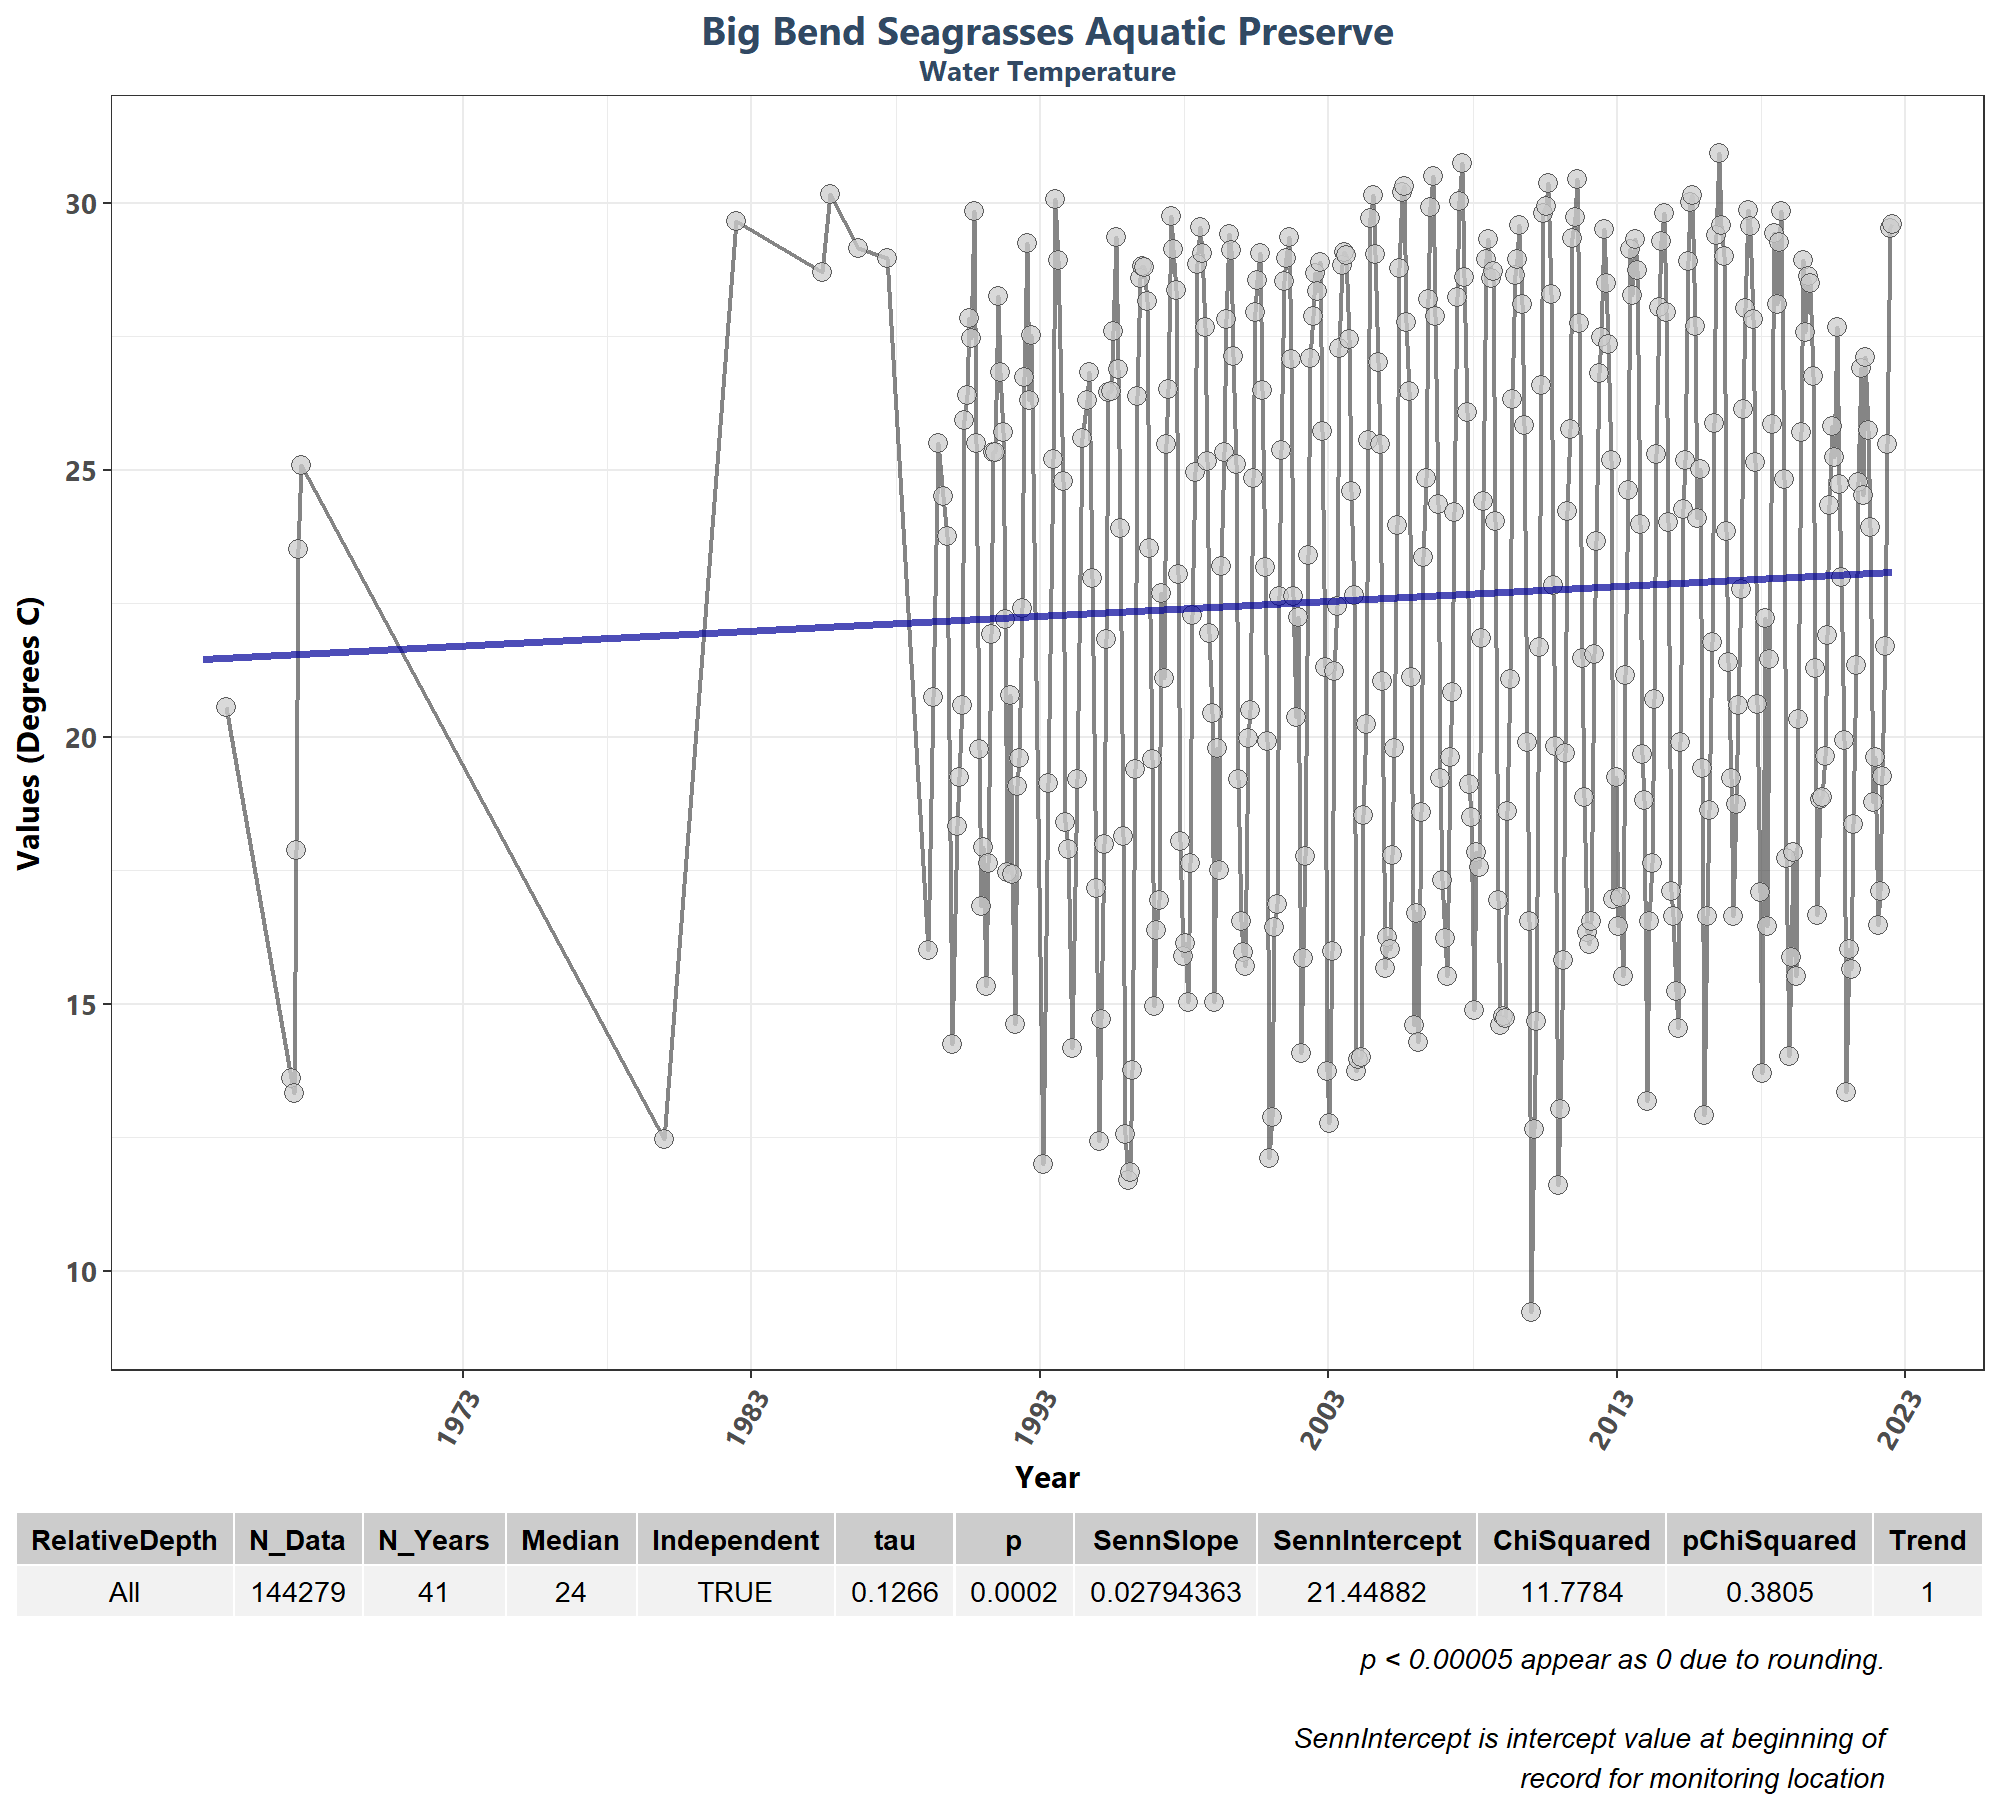 Big Bend Seagrasses Aquatic Preserve
Water Temperature
Values (Degrees C)
30
25
20
15
10
1973
1983
1993
2003
2013
2023
Year
RelativeDepth N_Data N_Years Median Independent tau p SennSlope SennIntercept ChiSquared pChiSquared Trend
All 144279 41 24 TRUE 0.1266 0.0002 0.02794363 21.44882 11.7784 0.3805 1
p < 0.00005 appear as 0 due to rounding.
SennIntercept is intercept value at beginning of
record for monitoring location